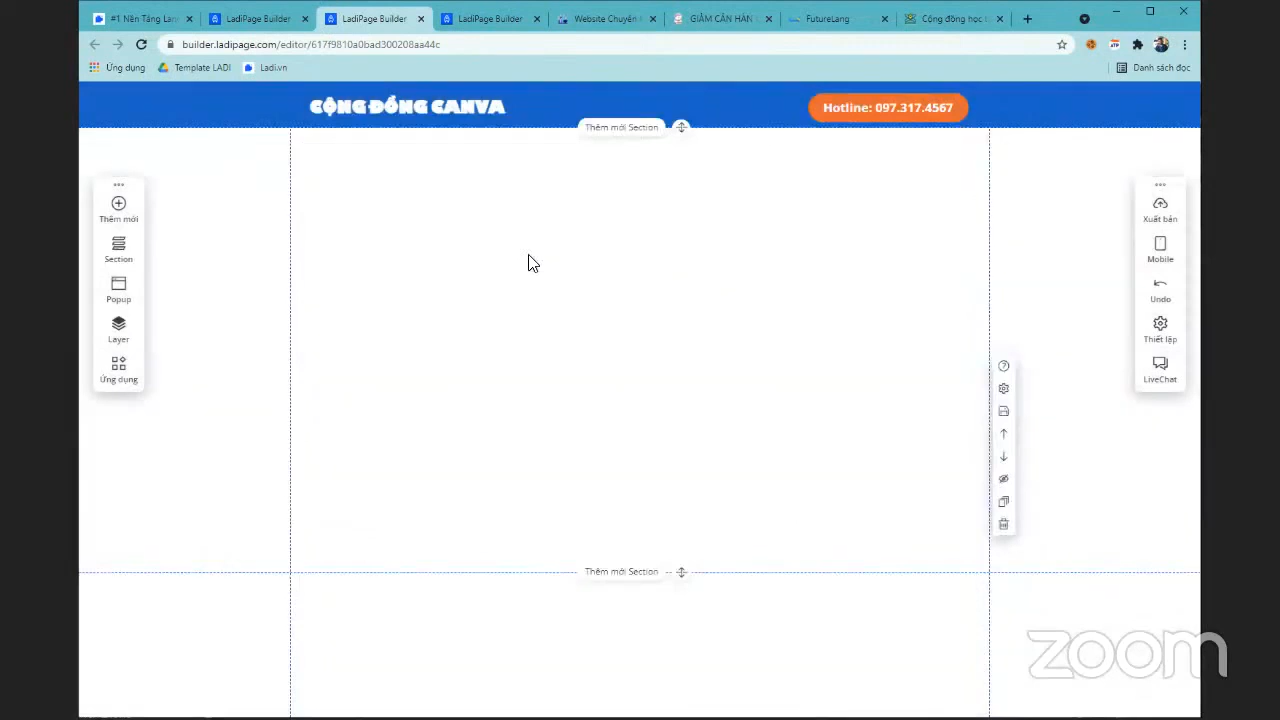 #1 Nền Tảng Lan
LadiPage Builder
LadiPage Builder
LadiPage Builder
Website Chuyên
GIẢM CÂN HÀN
FutureLang
Cộng đồng học
builder.ladipage.com/editor/617f9810a0bad300208aa44c
Ứng dụng
Template LADI
Ladi.vn
Danh sách đọc
CỘNG ĐỒNG CANVA
Hotline: 097.317.4567
Thêm mới Section
Thêm mới
Section
Popup
Layer
Ứng dụng
Xuất bản
Mobile
Undo
Thiết lập
LiveChat
Thêm mới Section
zoom